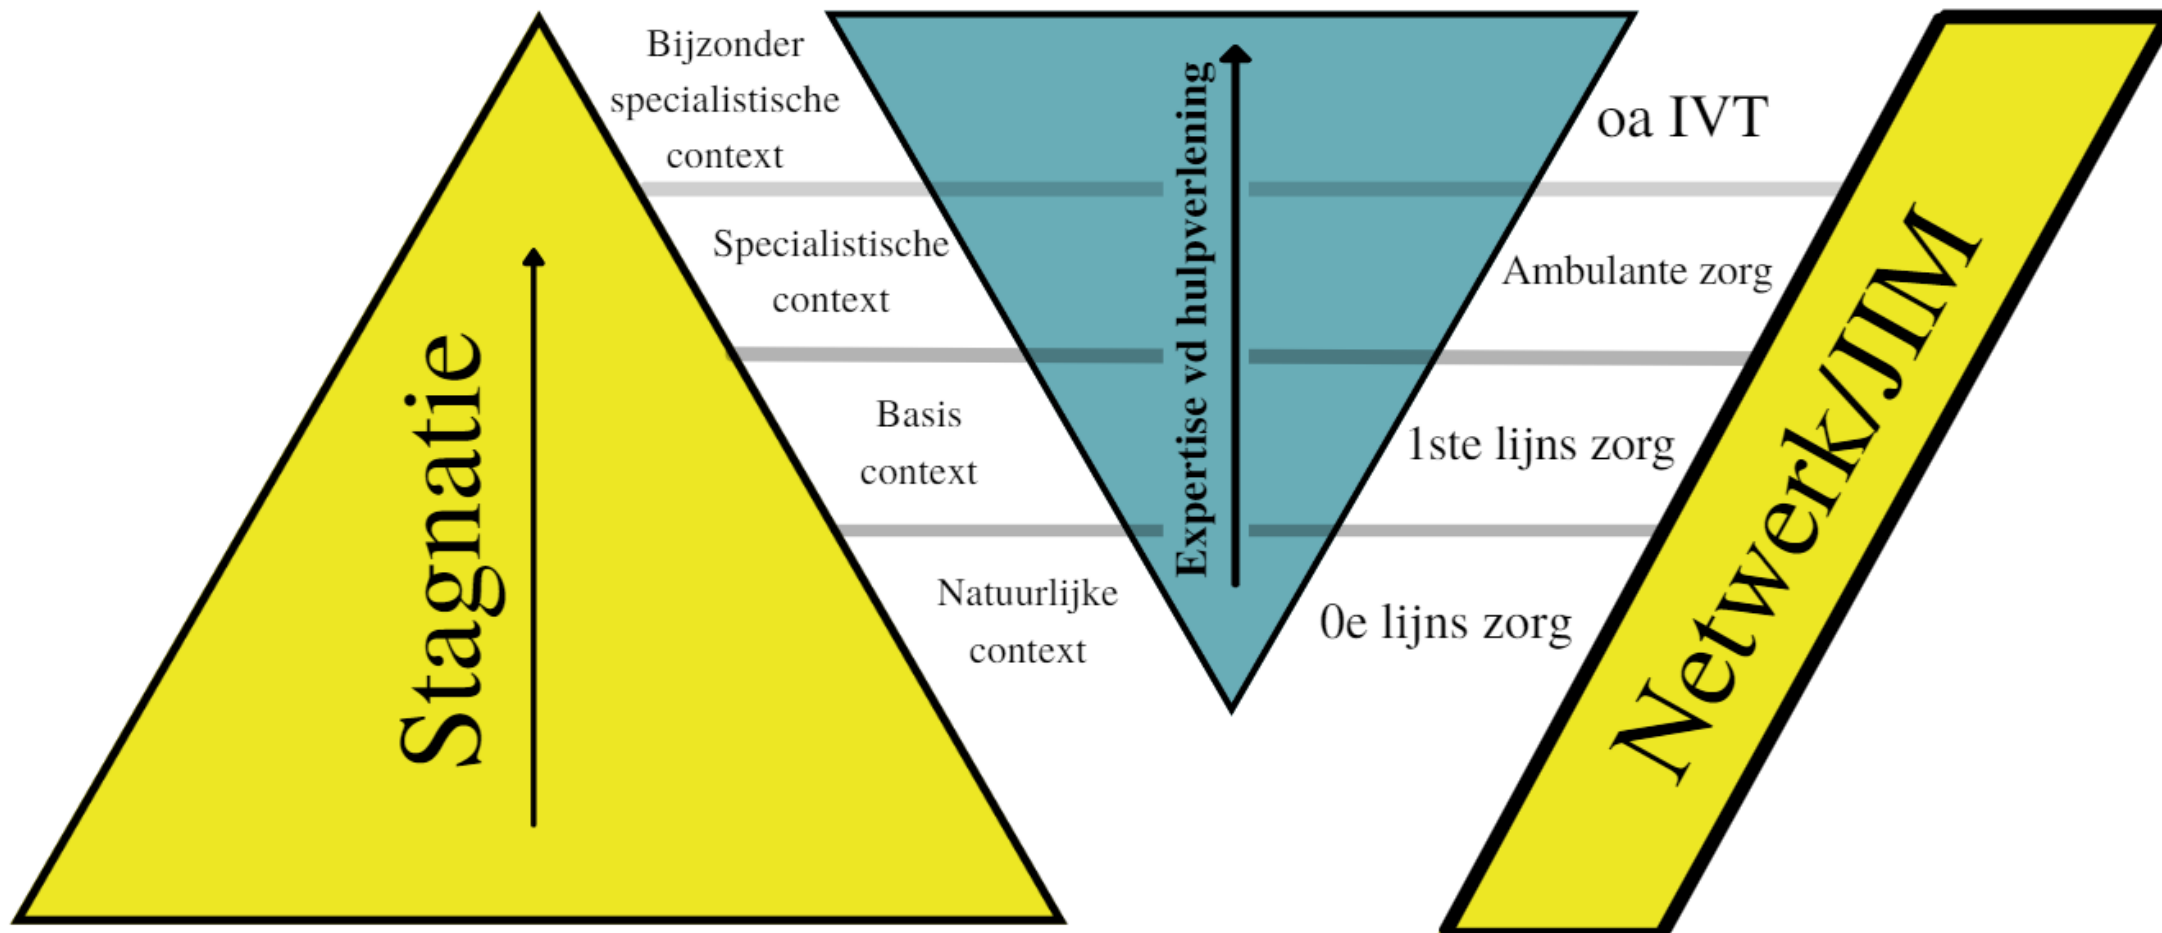 Stagnatie
Bijzonder
specialistische
context
Specialistische
context
Basis
context
Natuurlijke
context
Expertise vd hulpverlening
oa IVT
Ambulante zorg
1ste lijns zorg
0e lijns zorg
Netwerk/JIM